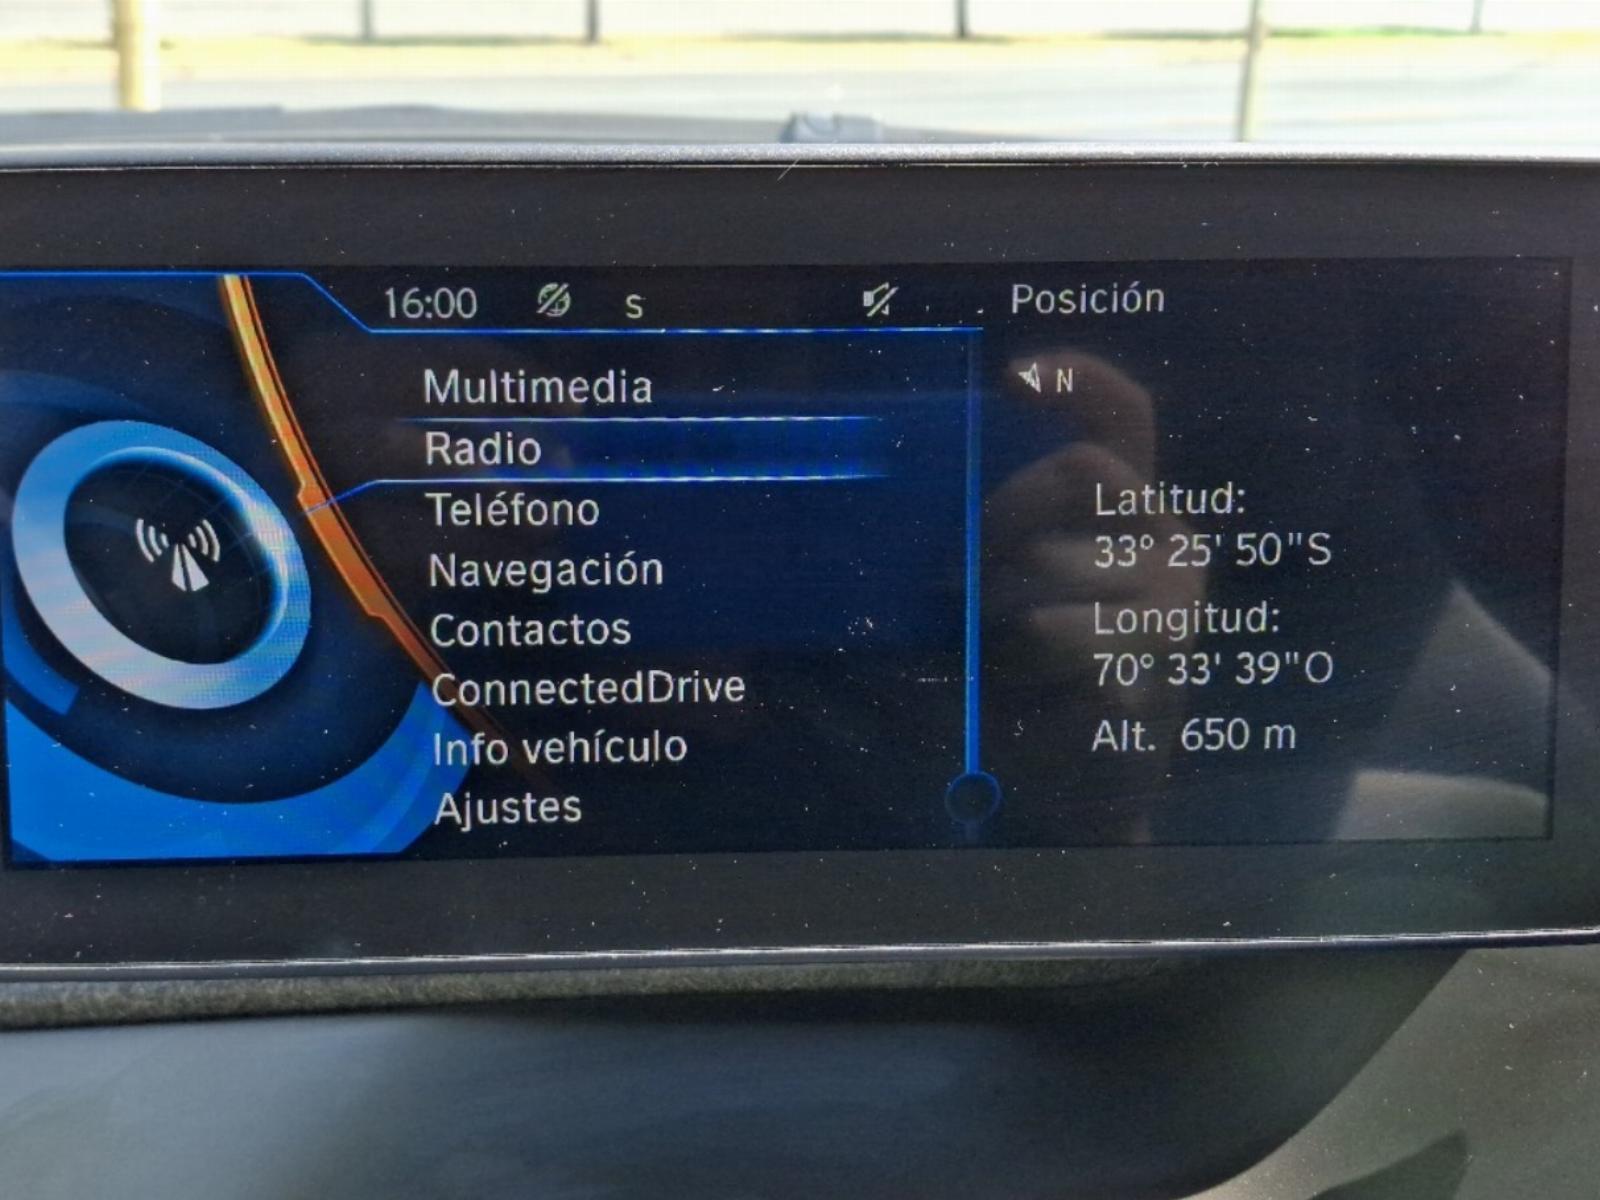 16:00 S
Posición
Multimedia
N
Radio
Teléfono
Navegación
Contactos
ConnectedDrive
Info vehículo
Ajustes
Latitud:
33° 25' 50"S
Longitud:
70° 33' 39"O
Alt. 650 m